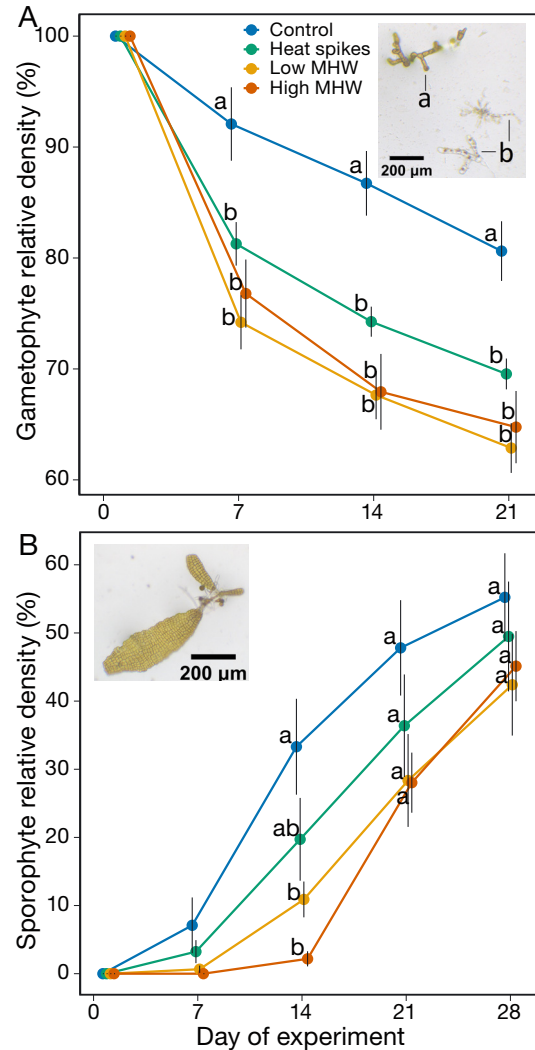 A
Gametophyte relative density (%)
100
90
80
70
60
Control
Heat spikes
Low MHW
High MHW
a
b
200 µm
a
a
a
b
b
b
b
b
b
b
b
b
0
7
14
21
B
Sporophyte relative density (%)
60
50
40
30
20
10
0
200 µm
a
ab
b
b
a
a
a
a
a
a
a
a
0
7
14
21
28
Day of experiment